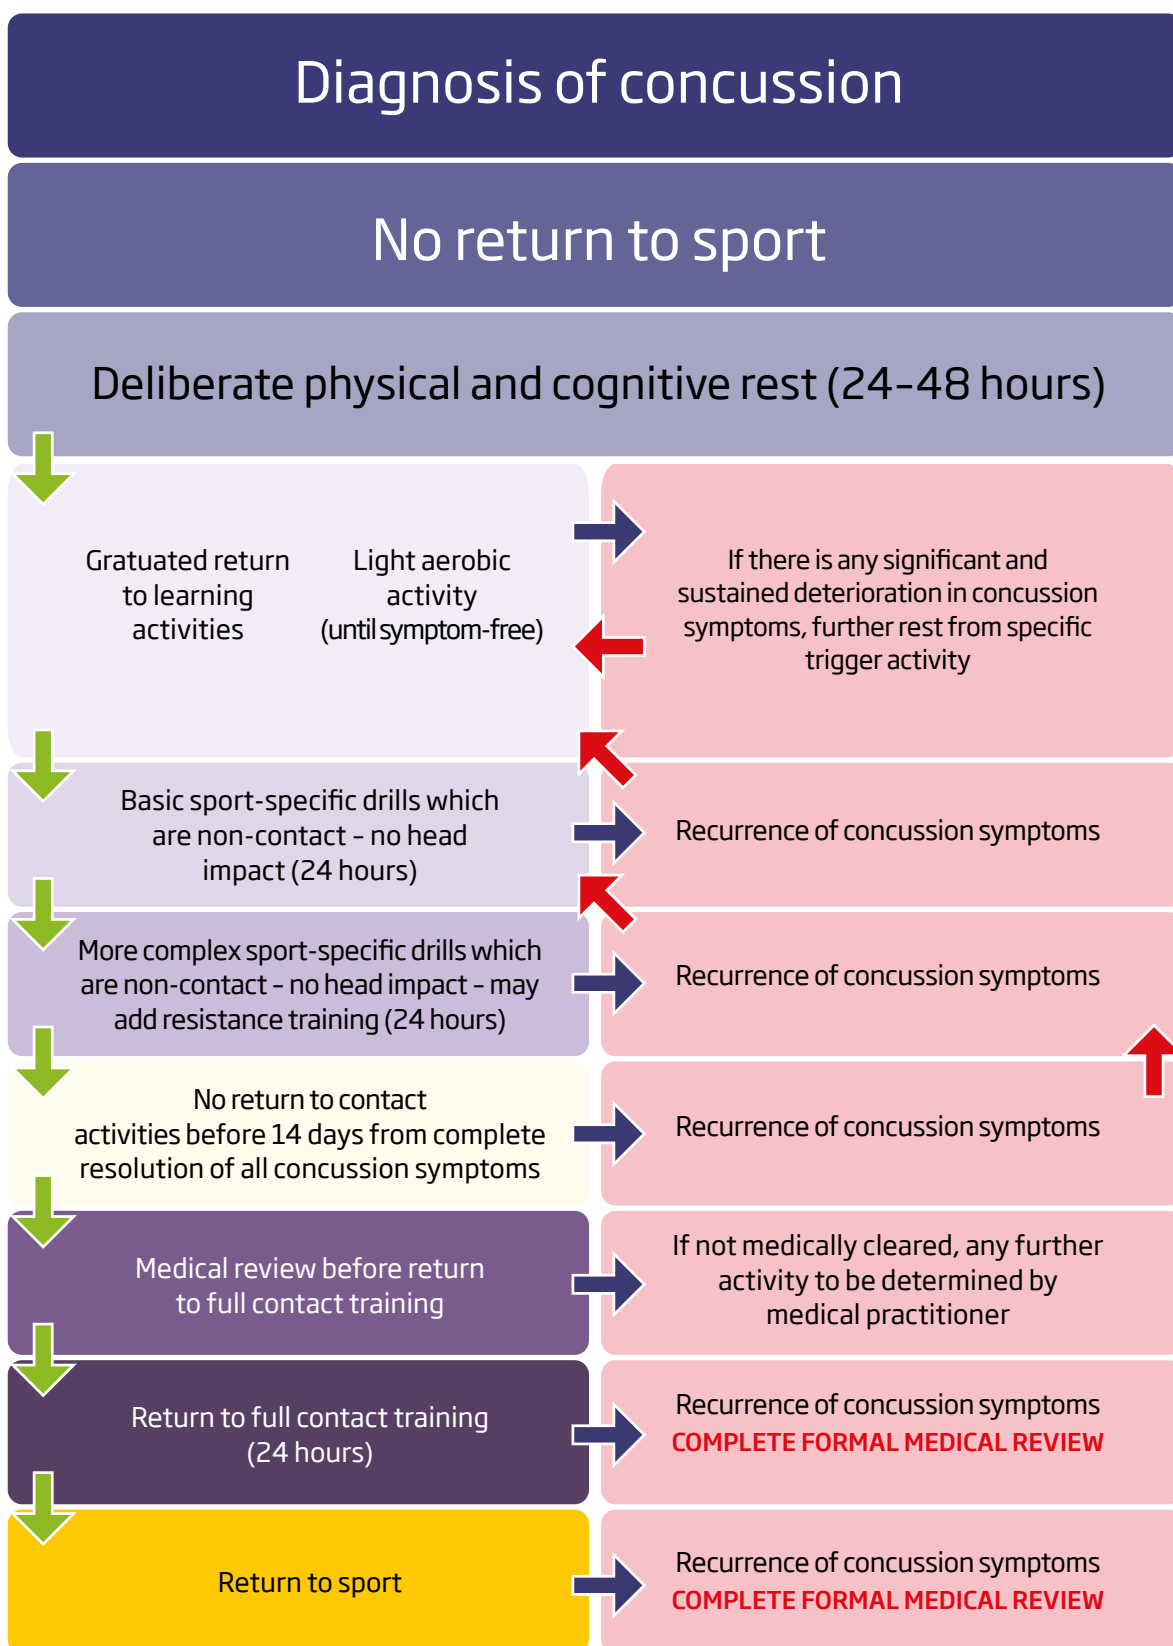 Diagnosis of concussion
No return to sport
Deliberate physical and cognitive rest (24–48 hours)
Gratuated return
to learning
activities
Light aerobic
activity
(until symptom-free)
If there is any significant and
sustained deterioration in concussion
symptoms, further rest from specific
trigger activity
Basic sport-specific drills which
are non-contact – no head
impact (24 hours)
Recurrence of concussion symptoms
More complex sport-specific drills which
are non-contact – no head impact – may
add resistance training (24 hours)
Recurrence of concussion symptoms
No return to contact
activities before 14 days from complete
resolution of all concussion symptoms
Recurrence of concussion symptoms
Medical review before return
to full contact training
If not medically cleared, any further
activity to be determined by
medical practitioner
Return to full contact training
(24 hours)
Recurrence of concussion symptoms
COMPLETE FORMAL MEDICAL REVIEW
Return to sport
Recurrence of concussion symptoms
COMPLETE FORMAL MEDICAL REVIEW